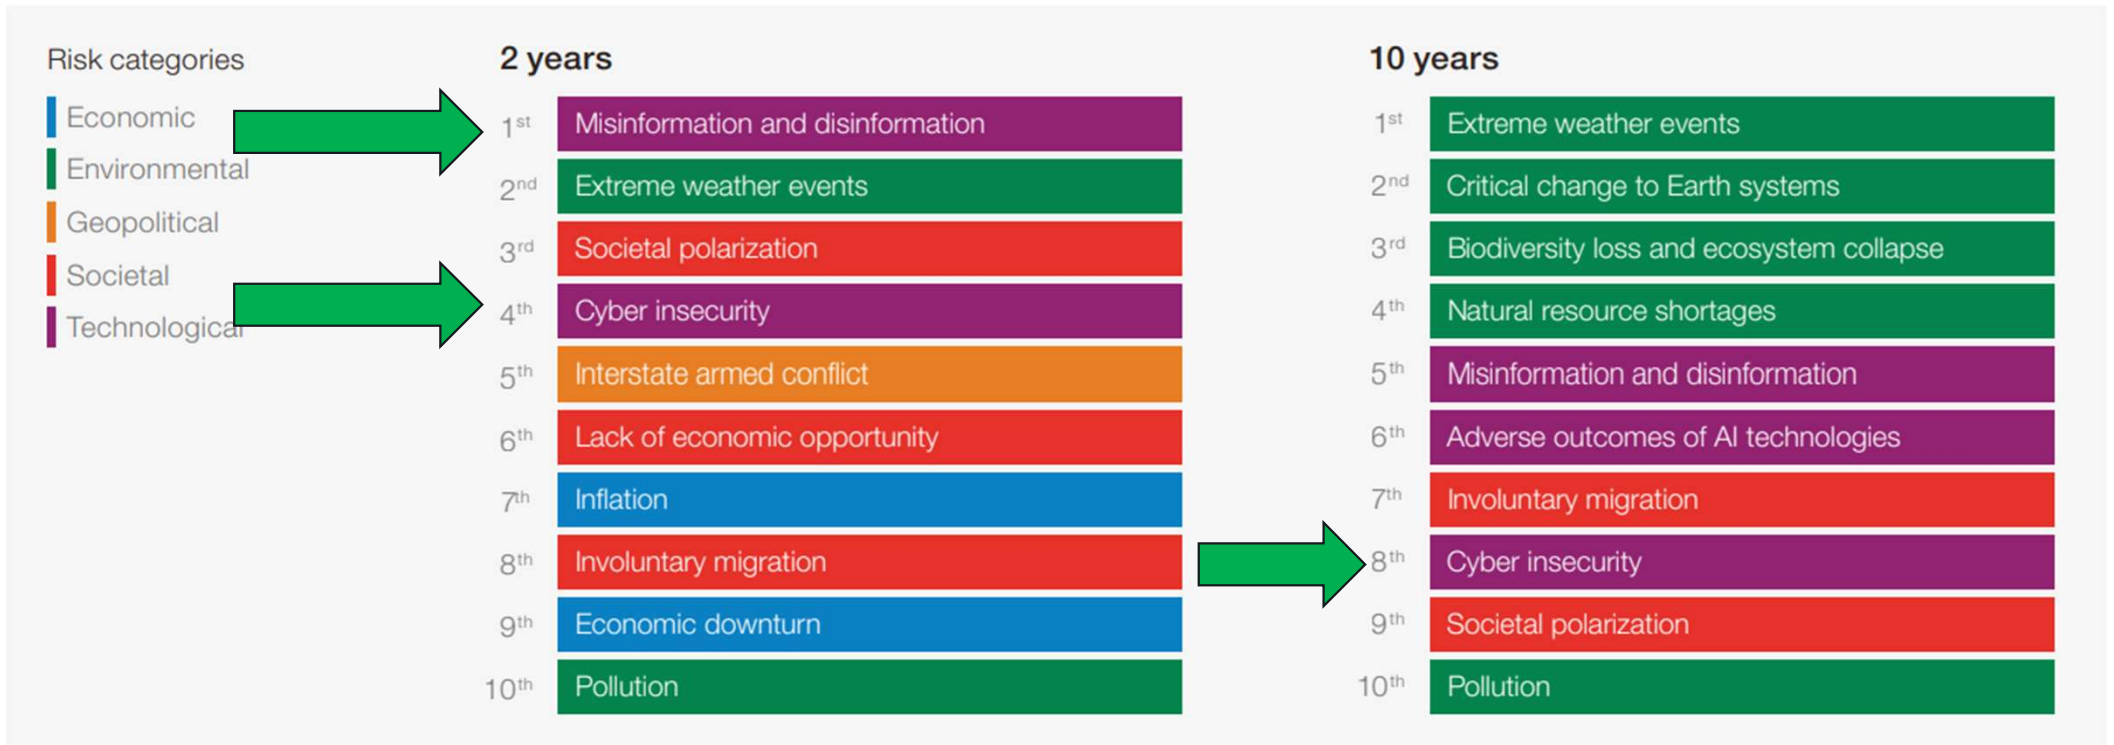 Risk categories
Economic
Environmental
Geopolitical
Societal
Technological
2 years
1st Misinformation and disinformation
2nd Extreme weather events
3rd Societal polarization
4th Cyber insecurity
5th Interstate armed conflict
6th Lack of economic opportunity
7th Inflation
8th Involuntary migration
9th Economic downturn
10th Pollution
10 years
1st Extreme weather events
2nd Critical change to Earth systems
3rd Biodiversity loss and ecosystem collapse
4th Natural resource shortages
5th Misinformation and disinformation
6th Adverse outcomes of AI technologies
7th Involuntary migration
8th Cyber insecurity
9th Societal polarization
10th Pollution